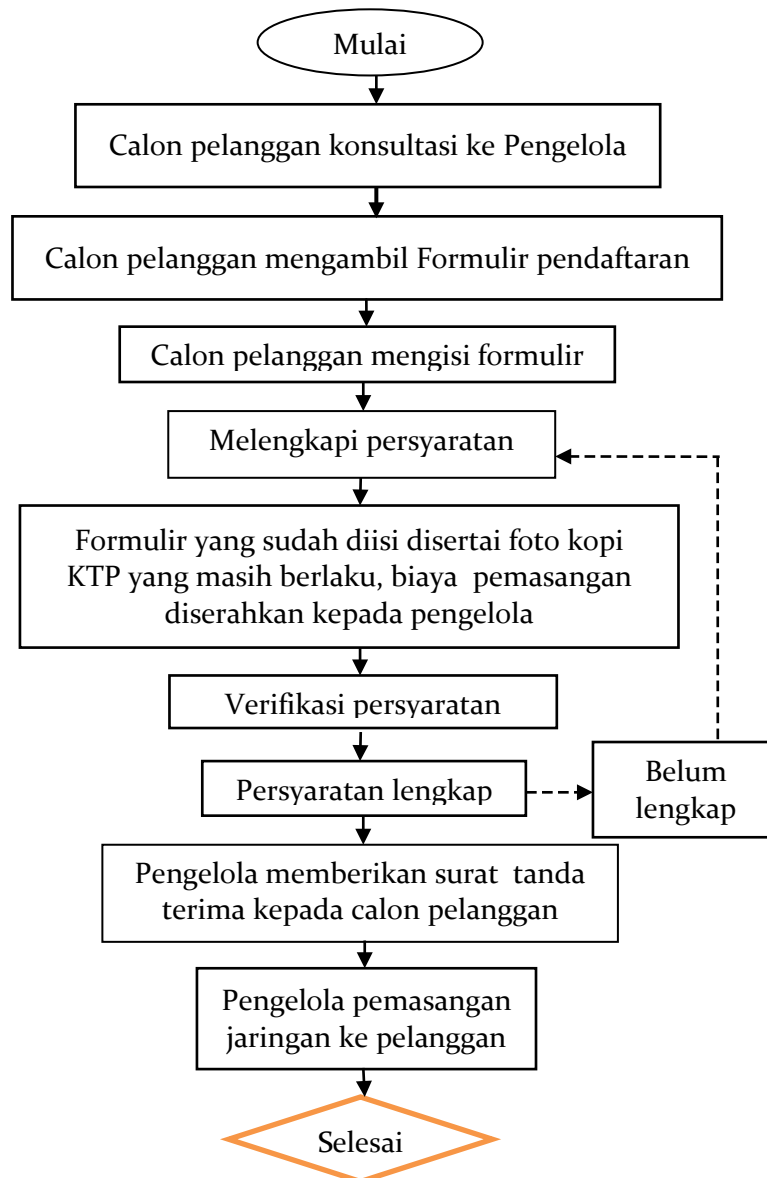 Mulai
Calon pelanggan konsultasi ke Pengelola
Calon pelanggan mengambil Formulir pendaftaran
Calon pelanggan mengisi formulir
Melengkapi persyaratan
Formulir yang sudah diisi disertai foto kopi
KTP yang masih berlaku, biaya  pemasangan
diserahkan kepada pengelola
Verifikasi persyaratan
Persyaratan lengkap
Belum
lengkap
Pengelola memberikan surat  tanda
terima kepada calon pelanggan
Pengelola pemasangan
jaringan ke pelanggan
Selesai